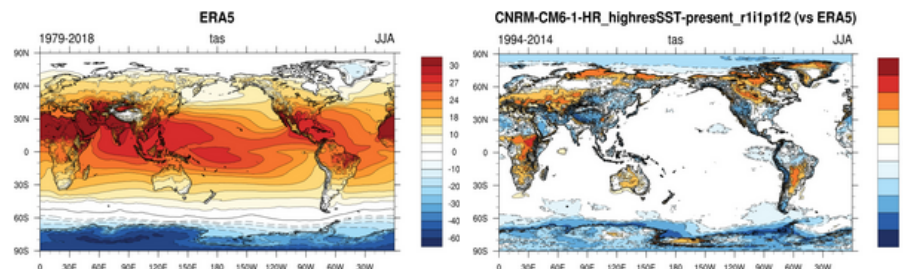 ERA5
1979-2018 tas JJA
90N
60N
30N
0
30S
60S
90S
0 30E 60E 90E 120E 150E 180 150W 120W 90W 60W 30W
30
27
24
18
10
0
-10
-20
-30
-40
-60
CNRM-CM6-1-HR_highresSST-present_r1i1p1f2 (vs ERA5)
1994-2014 tas JJA
90N
60N
30N
0
30S
60S
90S
0 30E 60E 90E 120E 150E 180 150W 120W 90W 60W 30W